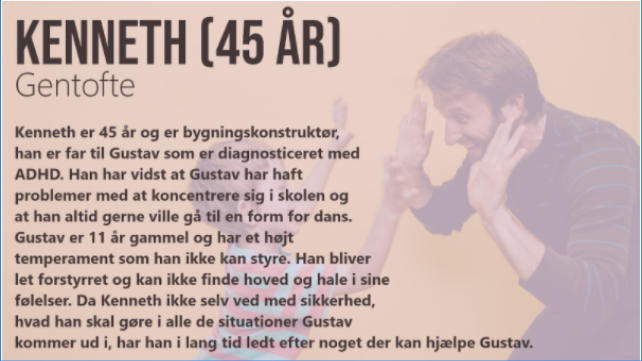 KENNETH (45 ÅR)
Gentofte
Kenneth er 45 år og er bygningskonstruktør,
han er far til Gustav som er diagnosticeret med
ADHD. Han har vidst at Gustav har haft
problemer med at koncentrere sig i skolen og
at han altid gerne ville gå til en form for dans.
Gustav er 11 år gammel og har et højt
temperament som han ikke kan styre. Han bliver
let forstyrret og kan ikke finde hoved og hale i sine
følelser. Da Kenneth ikke selv ved med sikkerhed,
hvad han skal gøre i alle de situationer Gustav
kommer ud i, har han i lang tid ledt efter noget der kan hjælpe Gustav.